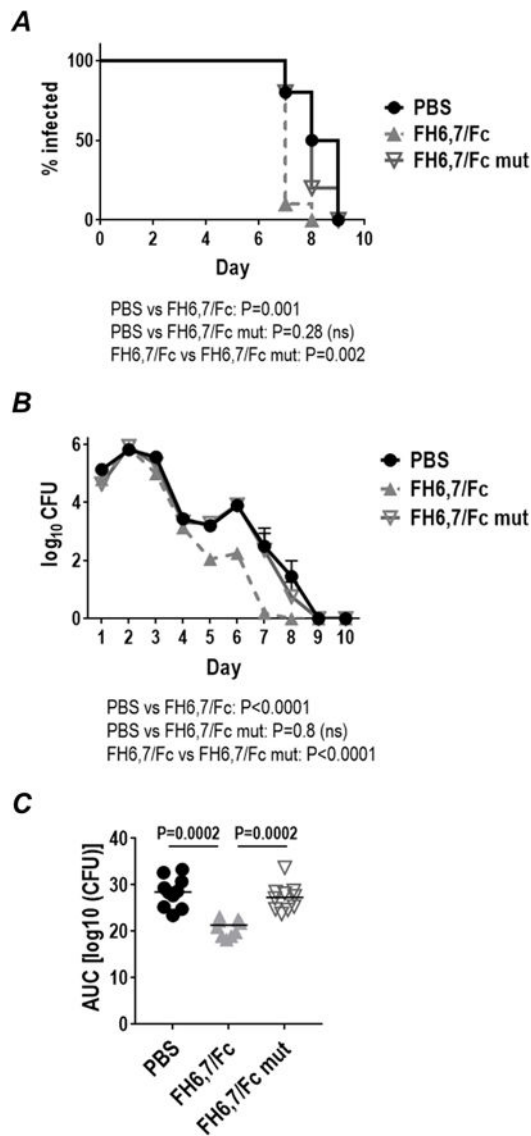 A
% infected
100
50
0
0 2 4 6 8 10
Day
PBS
FH6,7/Fc
FH6,7/Fc mut
PBS vs FH6,7/Fc: P=0.001
PBS vs FH6,7/Fc mut: P=0.28 (ns)
FH6,7/Fc vs FH6,7/Fc mut: P=0.002
B
log10 CFU
6
4
2
0
1 2 3 4 5 6 7 8 9 10
Day
PBS
FH6,7/Fc
FH6,7/Fc mut
PBS vs FH6,7/Fc: P<0.0001
PBS vs FH6,7/Fc mut: P=0.8 (ns)
FH6,7/Fc vs FH6,7/Fc mut: P<0.0001
C
P=0.0002 P=0.0002
AUC [log10 (CFU)]
40
30
20
10
0
PBS
FH6,7/Fc
FH6,7/Fc mut